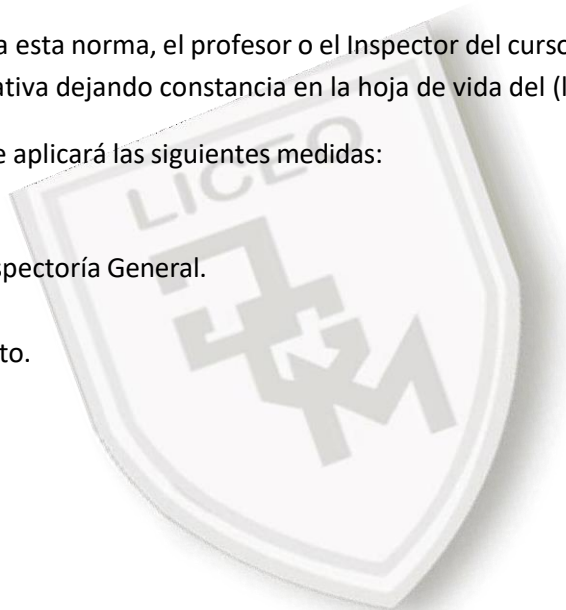 a esta norma, el profesor o el Inspector del curso
ativa dejando constancia en la hoja de vida del (l
e aplicará las siguientes medidas:
LICEO
spectoría General.
to.